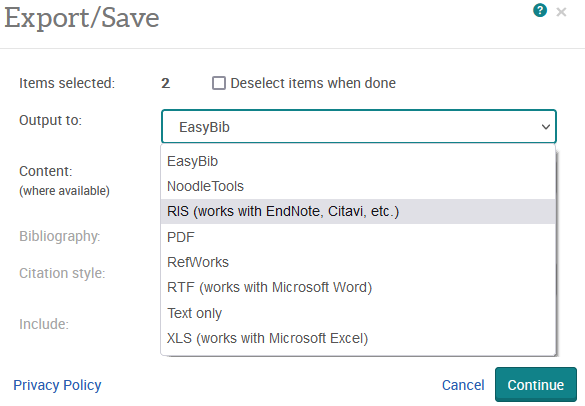 Export/Save
? ×
Items selected: 2 Deselect items when done
Output to: EasyBib
Content:
(where available)
Bibliography:
Citation style:
Include:
EasyBib
NoodleTools
RIS (works with EndNote, Citavi, etc.)
PDF
RefWorks
RTF (works with Microsoft Word)
Text only
XLS (works with Microsoft Excel)
Privacy Policy Cancel Continue